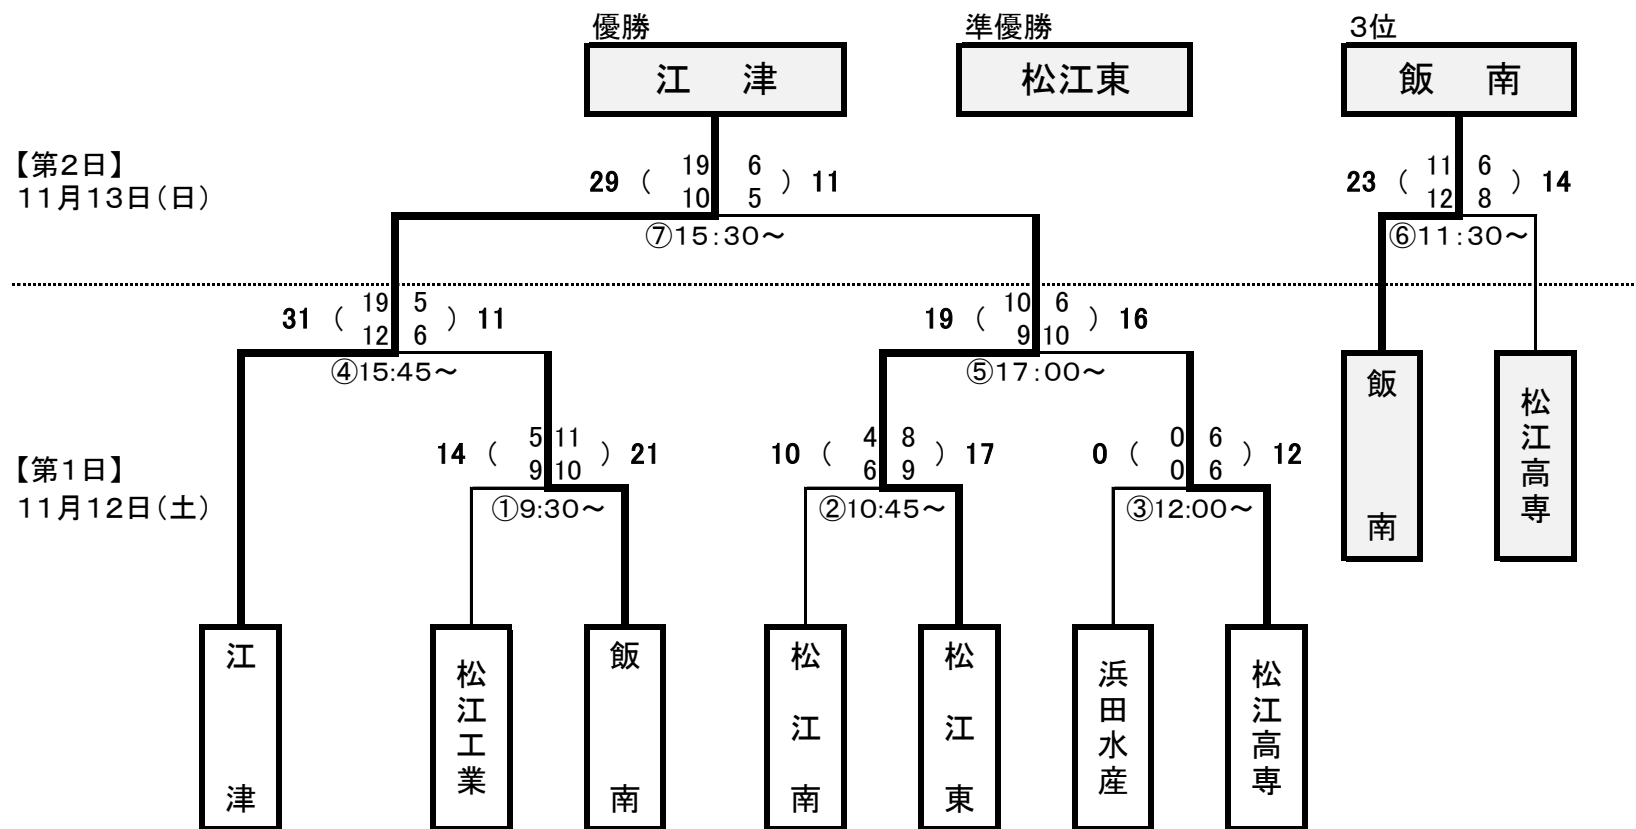 優勝
準優勝
3位
江　津
松江東
飯　南
【第2日】
11月13日(日)
29 ( 19 6 ) 11
10 5
23 ( 11 6 ) 14
12 8
⑦15:30～
⑥11:30～
31 ( 19 5 ) 11
12 6
19 ( 10 6 ) 16
9 10
④15:45～
⑤17:00～
飯南
松江高専
【第1日】
11月12日(土)
14 ( 5 11 ) 21
9 10
10 ( 4 8 ) 17
6 9
0 ( 0 6 ) 12
0 6
①9:30～
②10:45～
③12:00～
江津
松江工業
飯南
松江南
松江東
浜田水産
松江高専